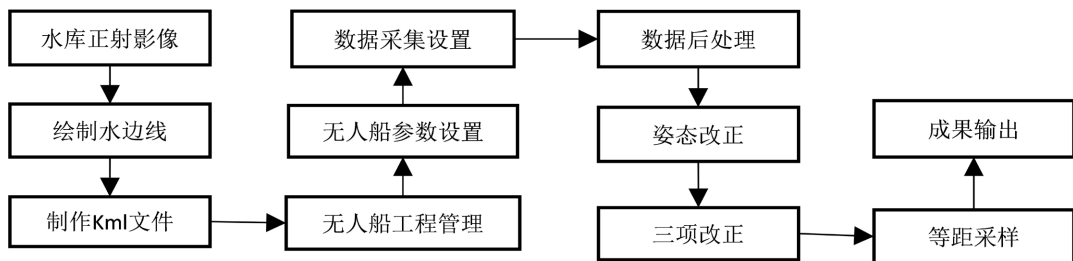 水库正射影像
绘制水边线
制作Kml文件
无人船工程管理
无人船参数设置
数据采集设置
数据后处理
姿态改正
三项改正
等距采样
成果输出